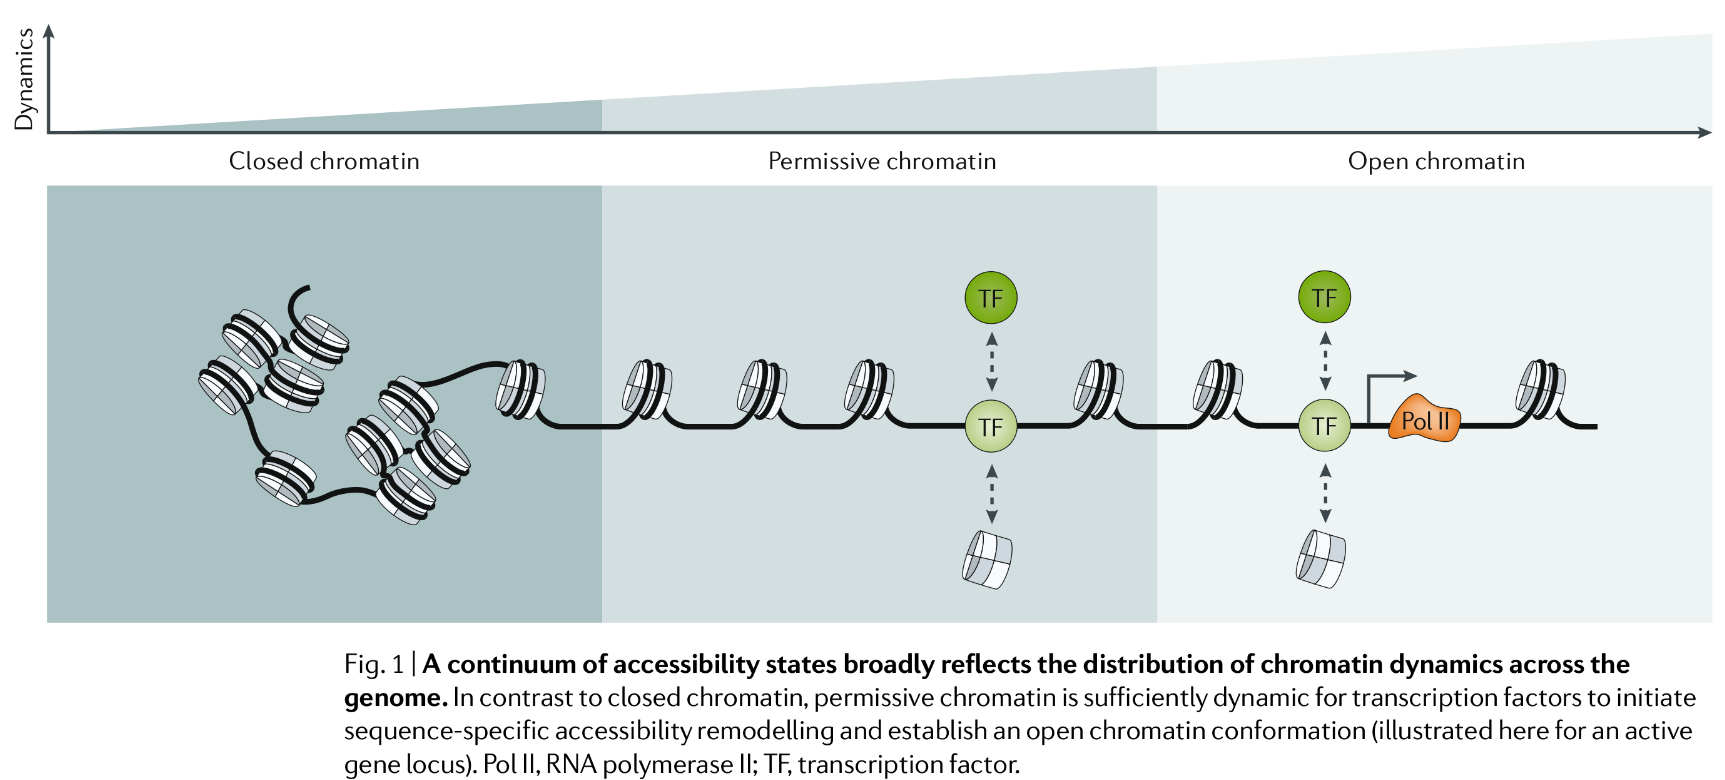 Dynamics
Closed chromatin
Permissive chromatin
Open chromatin
TF
TF
TF
TF
Pol II
Fig. 1 | A continuum of accessibility states broadly reflects the distribution of chromatin dynamics across the
genome. In contrast to closed chromatin, permissive chromatin is sufficiently dynamic for transcription factors to initiate
sequence-specific accessibility remodelling and establish an open chromatin conformation (illustrated here for an active
gene locus). Pol II, RNA polymerase II; TF, transcription factor.